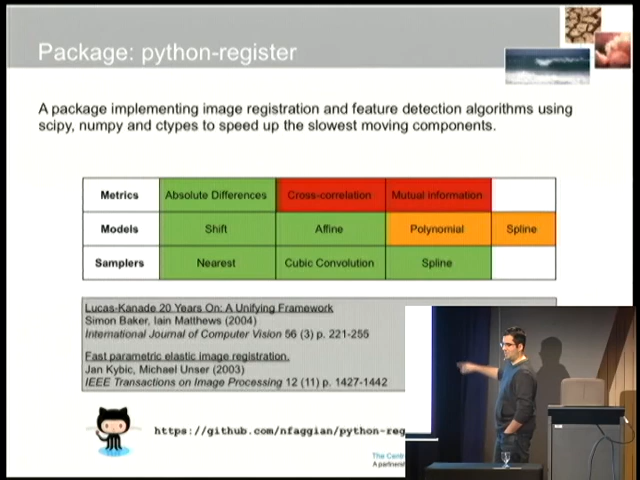 Package: python-register
A package implementing image registration and feature detection algorithms using
scipy, numpy and ctypes to speed up the slowest moving components.
Metrics Absolute Differences Cross-correlation Mutual information
Models Shift Affine Polynomial Spline
Samplers Nearest Cubic Convolution Spline
Lucas-Kanade 20 Years On: A Unifying Framework
Simon Baker, Iain Matthews (2004)
International Journal of Computer Vision 56 (3) p. 221-255
Fast parametric elastic image registration.
Jan Kybic, Michael Unser (2003)
IEEE Transactions on Image Processing 12 (11) p. 1427-1442
https://github.com/nfaggian/python-reg
The Centr
A partnership